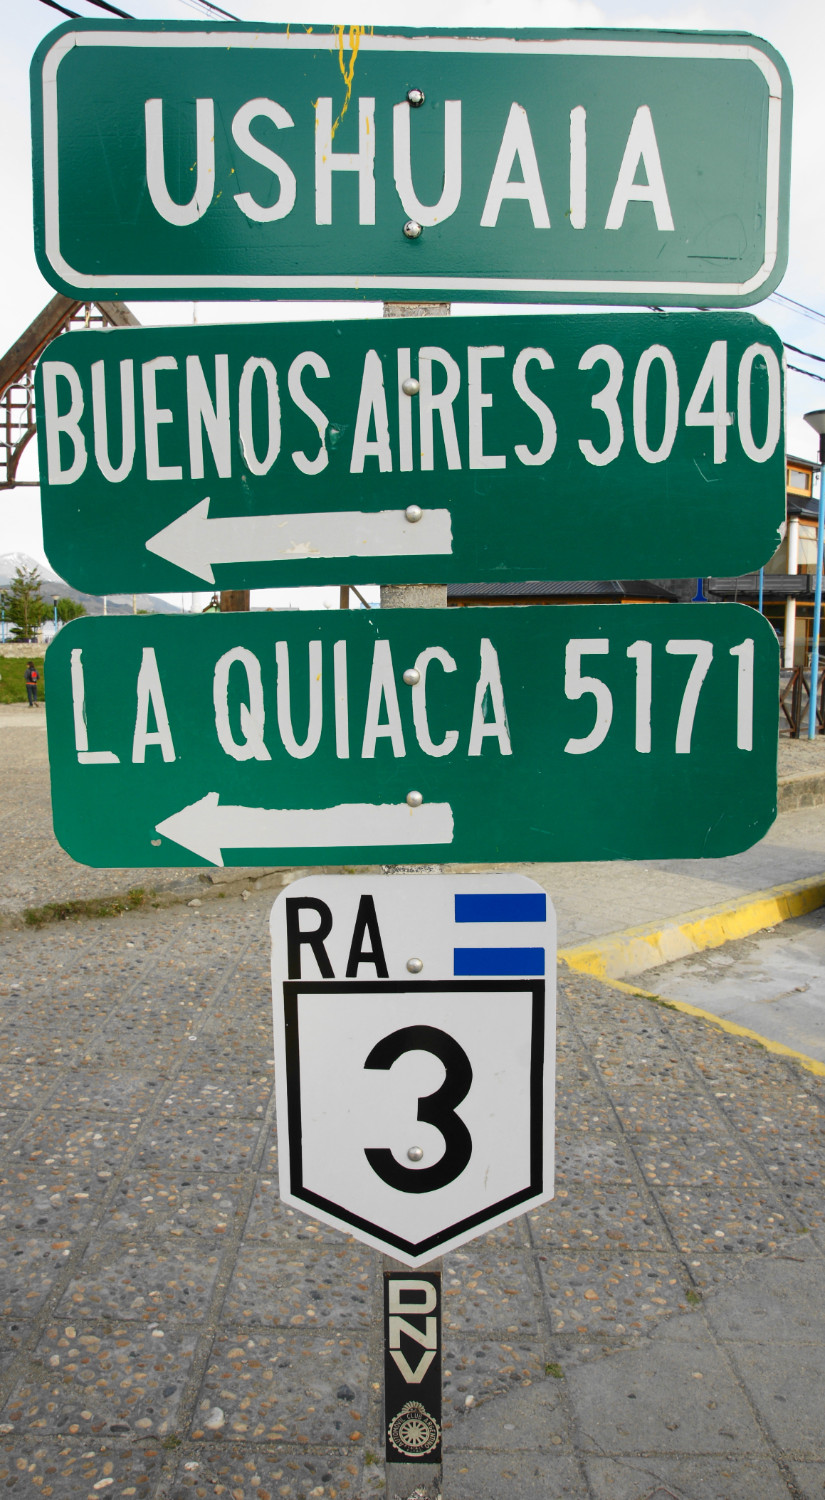 USHUAIA
BUENOS AIRES 3040
LA QUIACA 5171
RA
3
DNV